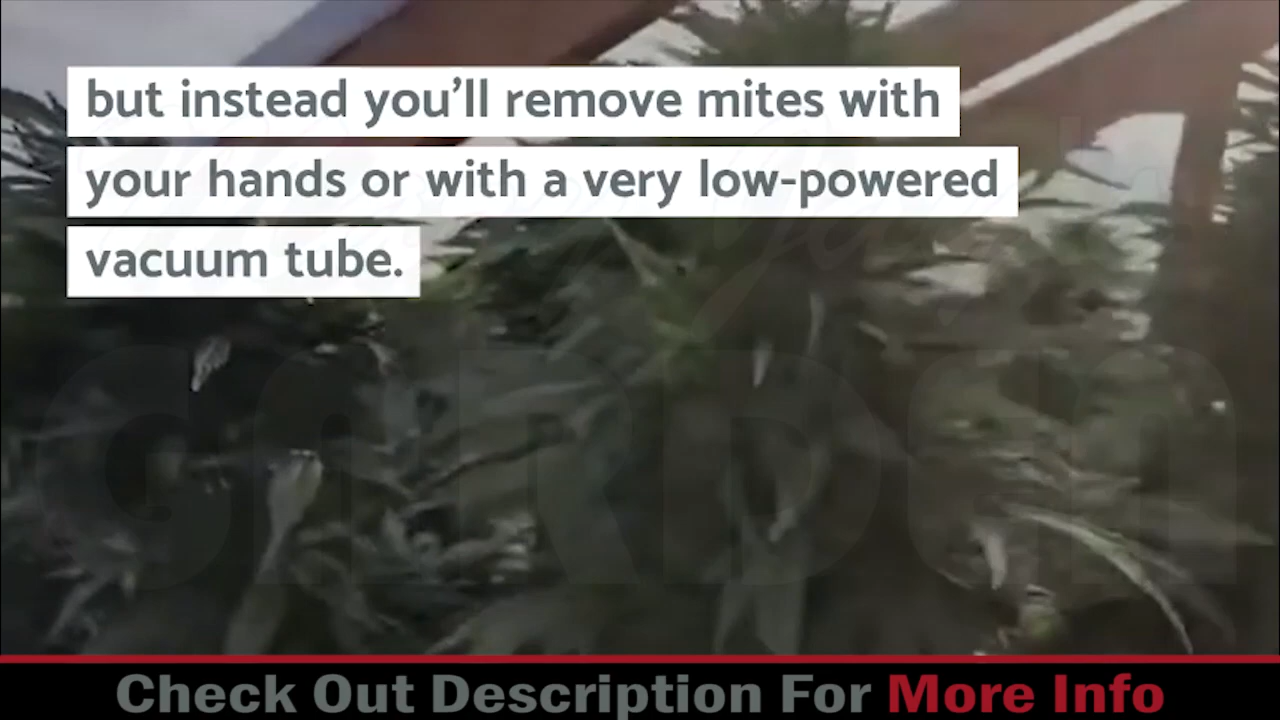 but instead you’ll remove mites with
your hands or with a very low-powered
vacuum tube.
GARDEN
Check Out Description For More Info